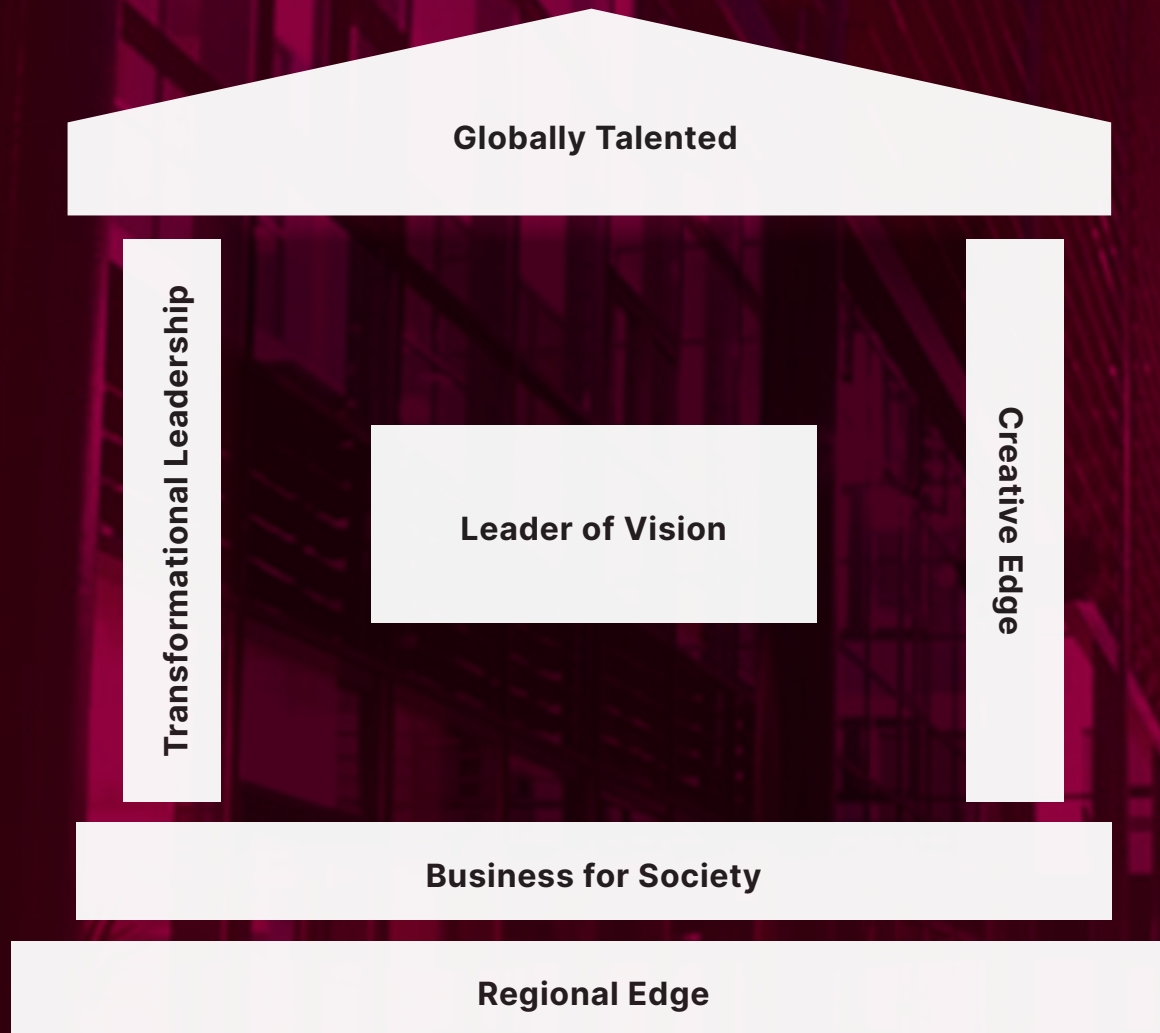 Globally Talented
Transformational Leadership
Leader of Vision
Creative Edge
Business for Society
Regional Edge